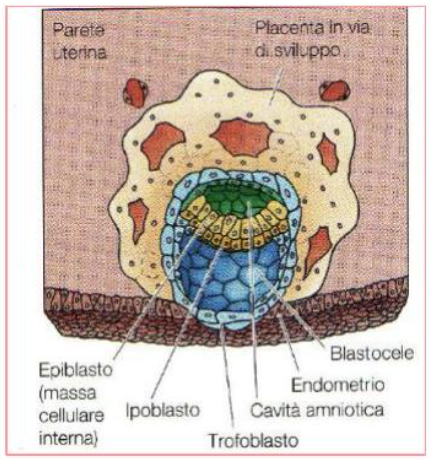 Parete
uterina
Placenta in via
di sviluppo
Blastocele
Epiblasto
(massa
cellulare
interna)
Endometrio
Ipoblasto
Cavità amniotica
Trofoblasto